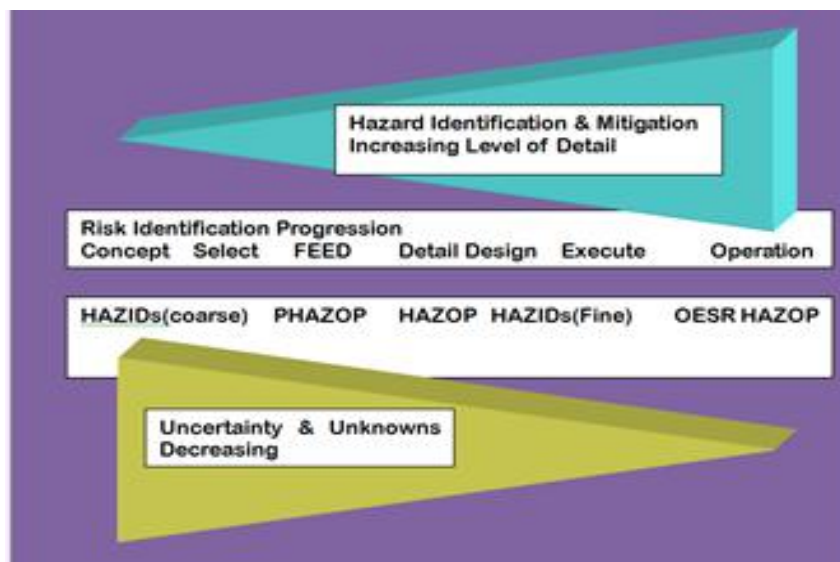 Hazard Identification & Mitigation
Increasing Level of Detail
Risk Identification Progression
Concept Select FEED Detail Design Execute Operation
HAZIDs(coarse) PHAZOP HAZOP HAZIDs(Fine) OESR HAZOP
Uncertainty & Unknowns
Decreasing